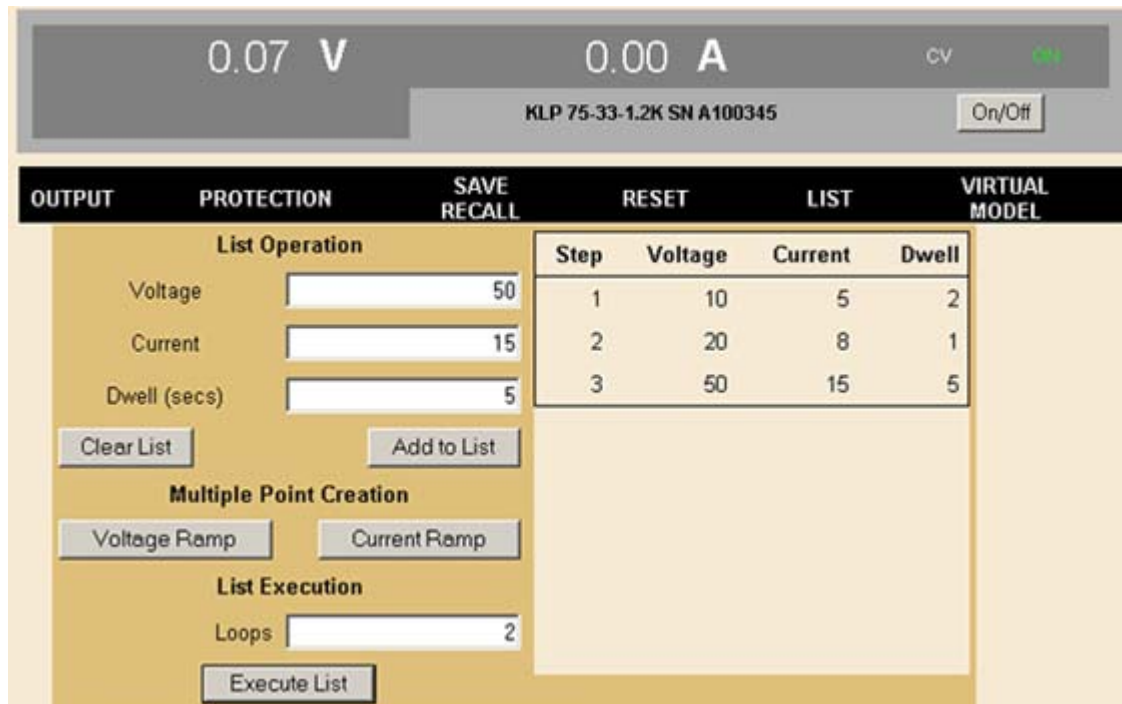 0.07 V 0.00 A CV ON
KLP 75-33-1.2K SN A100345 On/Off
OUTPUT PROTECTION SAVE RECALL RESET LIST VIRTUAL MODEL
List Operation
Voltage 50
Current 15
Dwell (secs) 5
Clear List Add to List
Multiple Point Creation
Voltage Ramp Current Ramp
List Execution
Loops 2
Execute List
Step Voltage Current Dwell
1 10 5 2
2 20 8 1
3 50 15 5